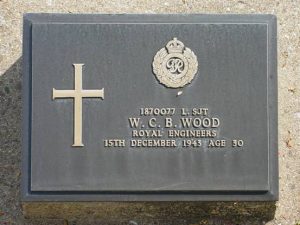 1870077 L. SJT
W. C. B. WOOD
ROYAL ENGINEERS
15TH DECEMBER 1943 AGE 30